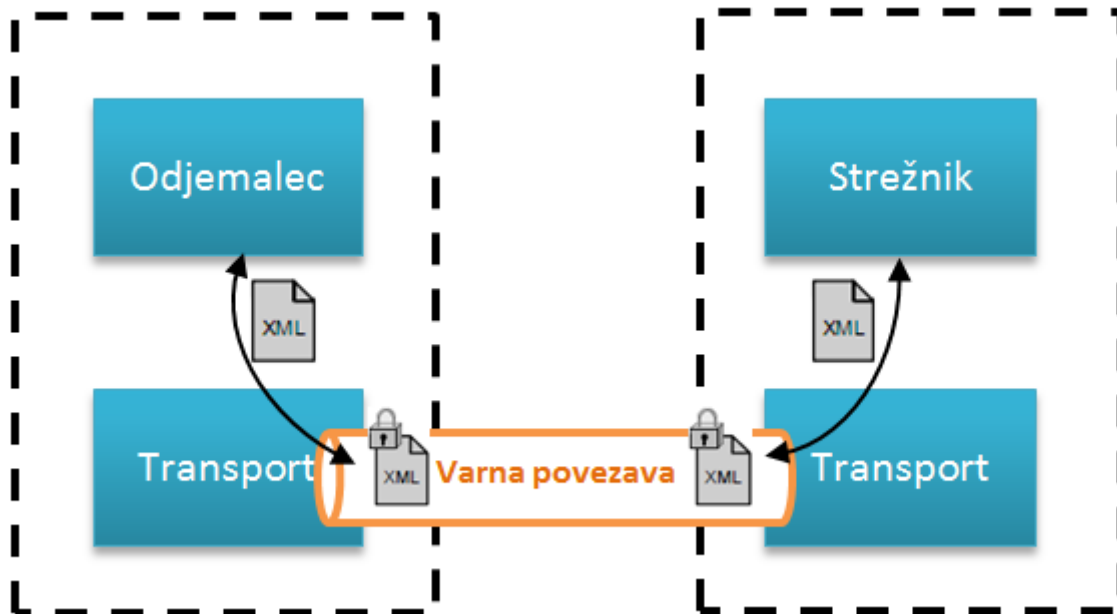 Odjemalec
Strežnik
XML
XML
Transport
XML
Varna povezava
XML
Transport